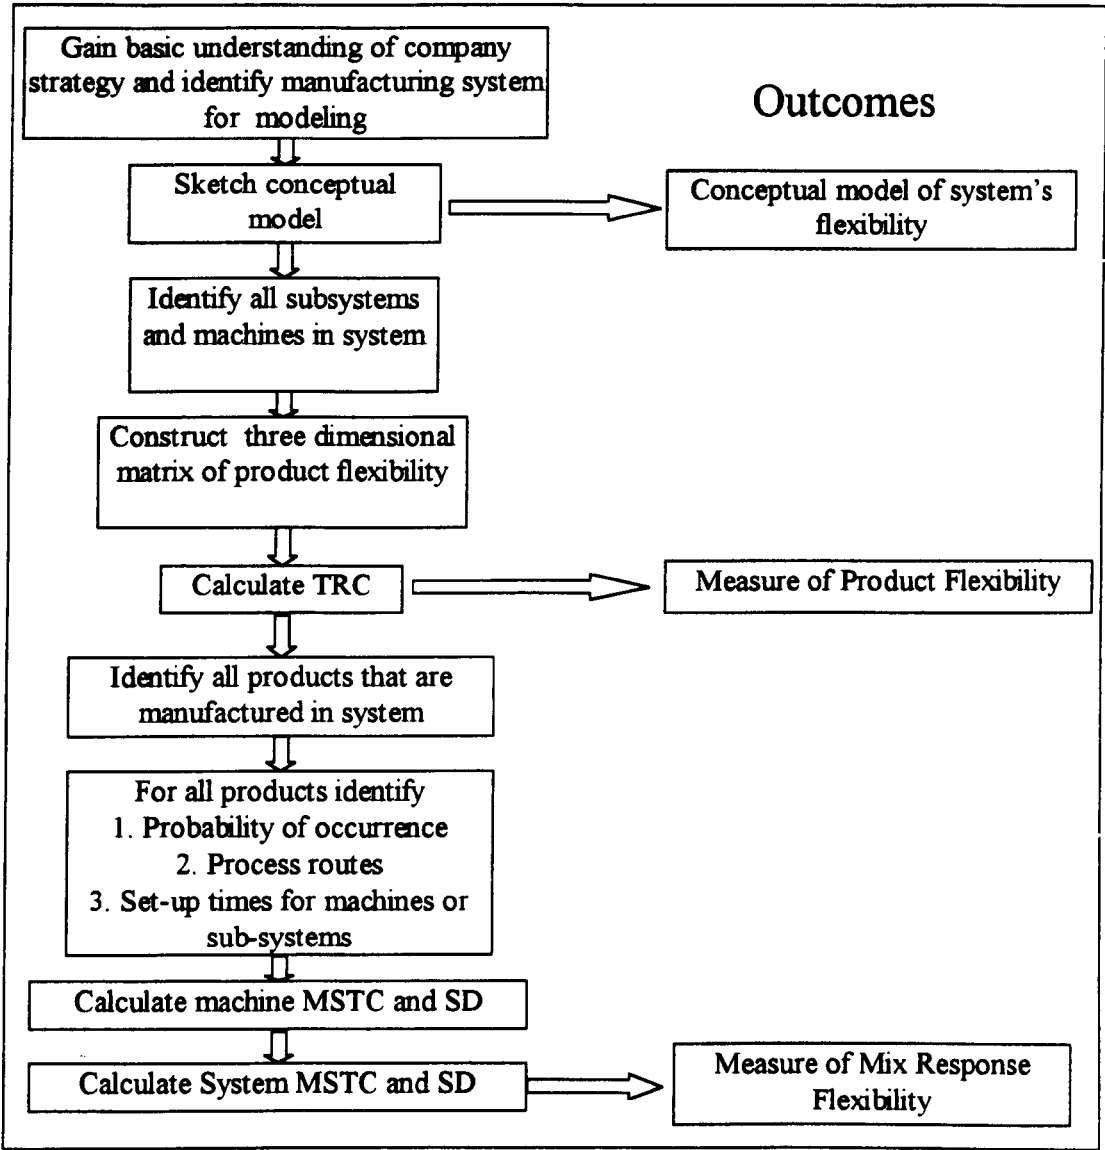 Gain basic understanding of company
strategy and identify manufacturing system
for modeling
Outcomes
Sketch conceptual
model
Conceptual model of system's
flexibility
Identify all subsystems
and machines in system
Construct three dimensional
matrix of product flexibility
Calculate TRC
Measure of Product Flexibility
Identify all products that are
manufactured in system
For all products identify
1. Probability of occurrence
2. Process routes
3. Set-up times for machines or
sub-systems
Calculate machine MSTC and SD
Calculate System MSTC and SD
Measure of Mix Response
Flexibility